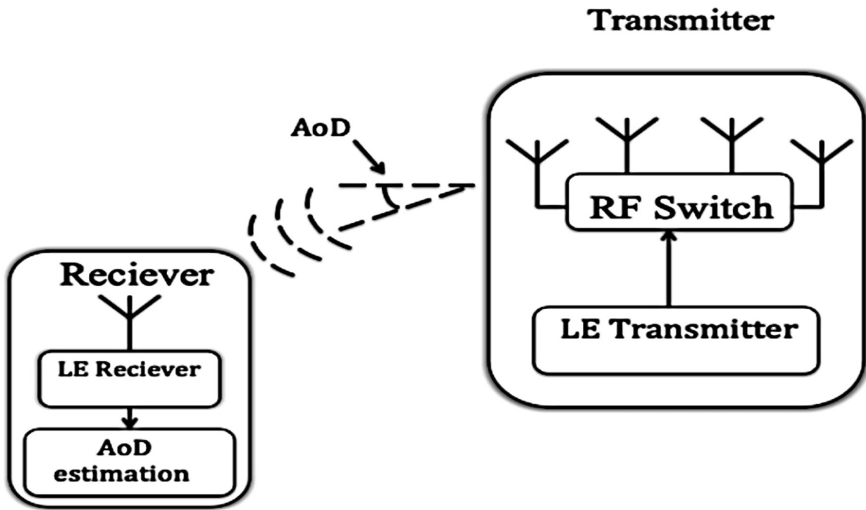 Transmitter
AoD
RF Switch
LE Transmitter
Reciever
LE Reciever
AoD
estimation